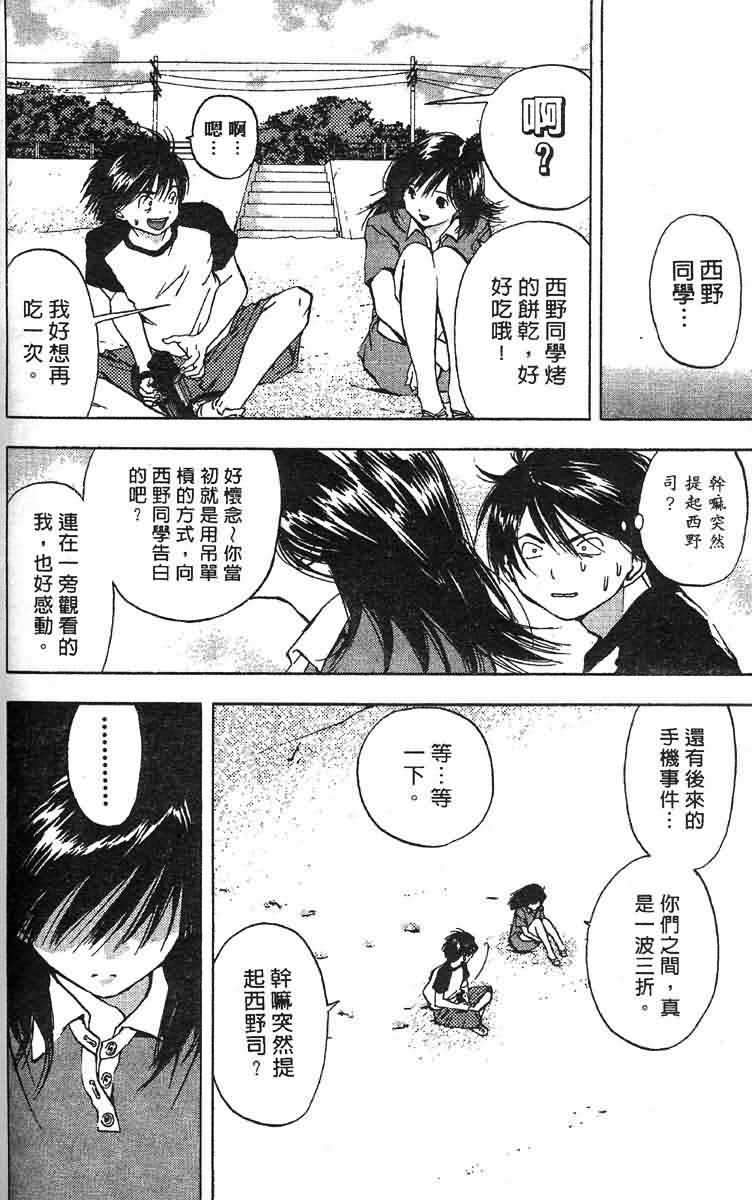 西野
同學⋯
啊?
西野同學烤
的餅乾，好
好吃哦！
啊⋯
嗯⋯
我好想再
吃一次。
幹嘛突然
提起西野
司?
好懷念~你當
初就是用吊單
槓的方式，向
西野同學告白
的吧?
連在一旁觀看的
我，也好感動。
還有後來的
手機事件⋯
你們之間，真
是一波三折。
等⋯等
一下。
幹嘛突然提
起西野司?
⋯⋯⋯